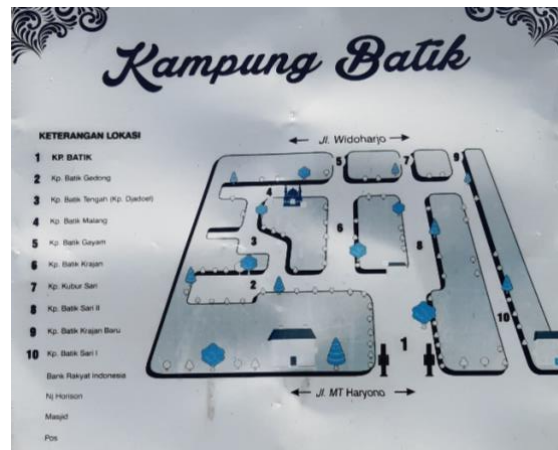 Kampung Batik
KETERANGAN LOKASI
1 KP. BATIK
2 Kp. Batik Gedong
3 Kp. Batik Tengah (Kp. Djadoel)
4 Kp. Batik Malang
5 Kp. Batik Gayam
6 Kp. Batik Krajan
7 Kp. Kubur Sari
8 Kp. Batik Sari II
9 Kp. Batik Krajan Baru
10 Kp. Batik Sari I
Bank Rakyat Indonesia
Nj Horison
Masjid
Pos
Jl. Widoharjo
5
7
9
4
3
6
8
2
10
1
Jl. MT Haryono